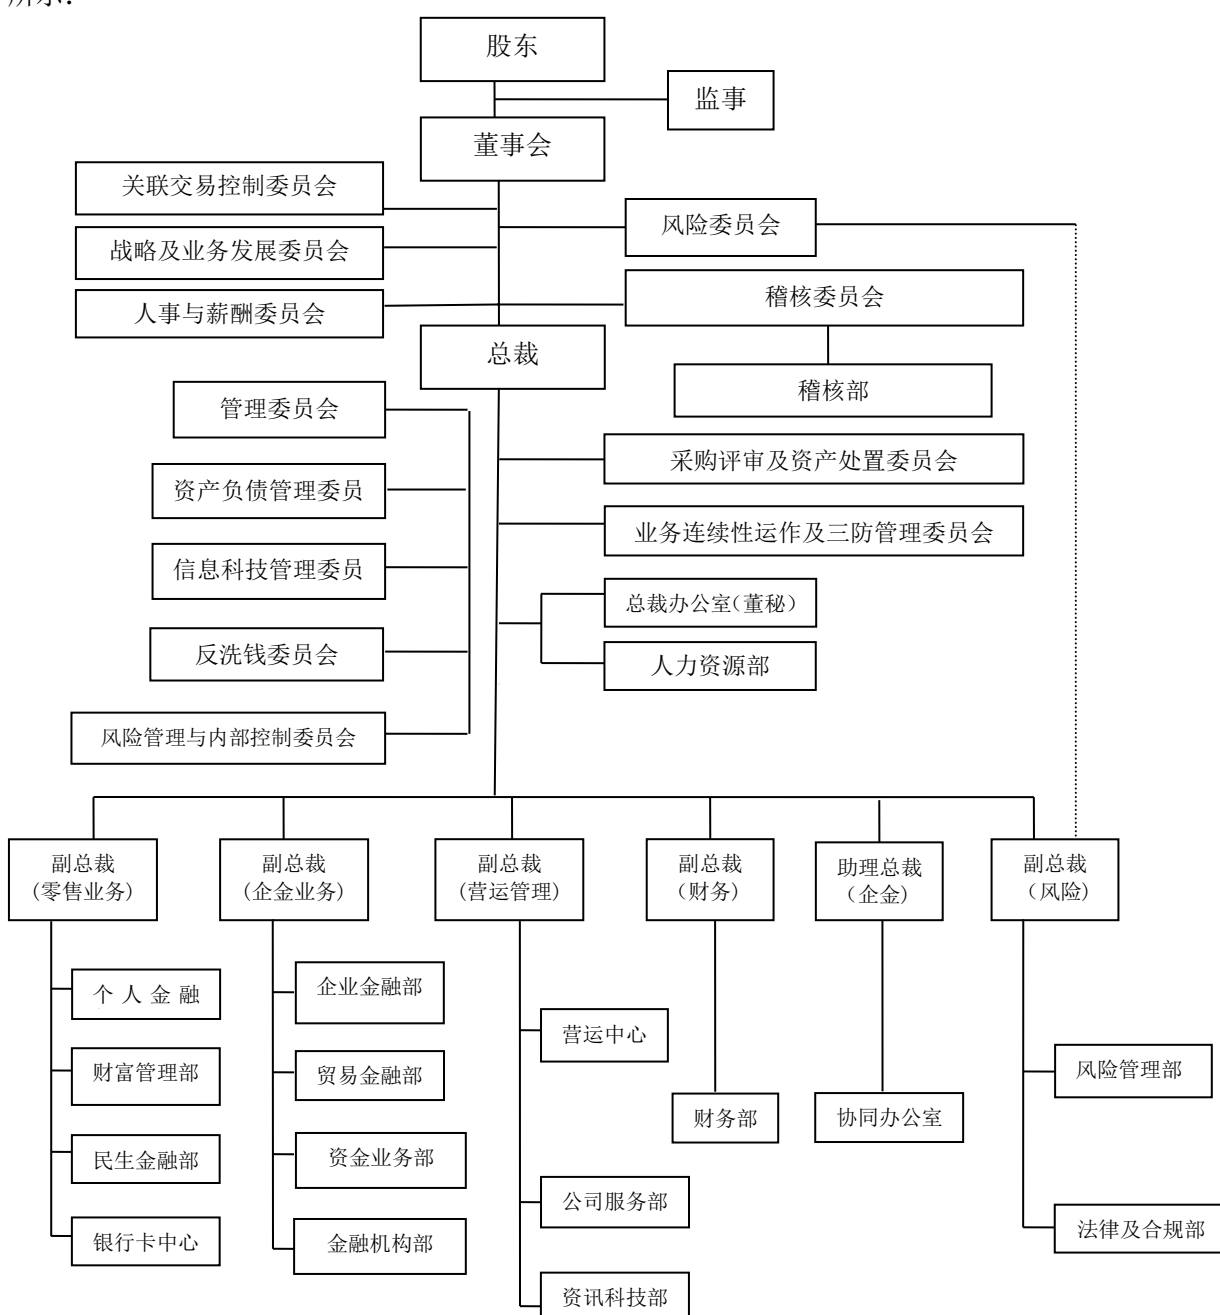 所示：
股东
监事
董事会
关联交易控制委员会
风险委员会
战略及业务发展委员会
稽核委员会
人事与薪酬委员会
总裁
稽核部
管理委员会
采购评审及资产处置委员会
资产负债管理委员
业务连续性运作及三防管理委员会
信息科技管理委员
总裁办公室（董秘）
反洗钱委员会
人力资源部
风险管理与内部控制委员会
副总裁
（零售业务）
副总裁
（企金业务）
副总裁
（营运管理）
副总裁
（财务）
助理总裁
（企金）
副总裁
（风险）
个人金融
财富管理部
民生金融部
银行卡中心
企业金融部
贸易金融部
资金业务部
金融机构部
营运中心
公司服务部
资讯科技部
财务部
协同办公室
风险管理部
法律及合规部